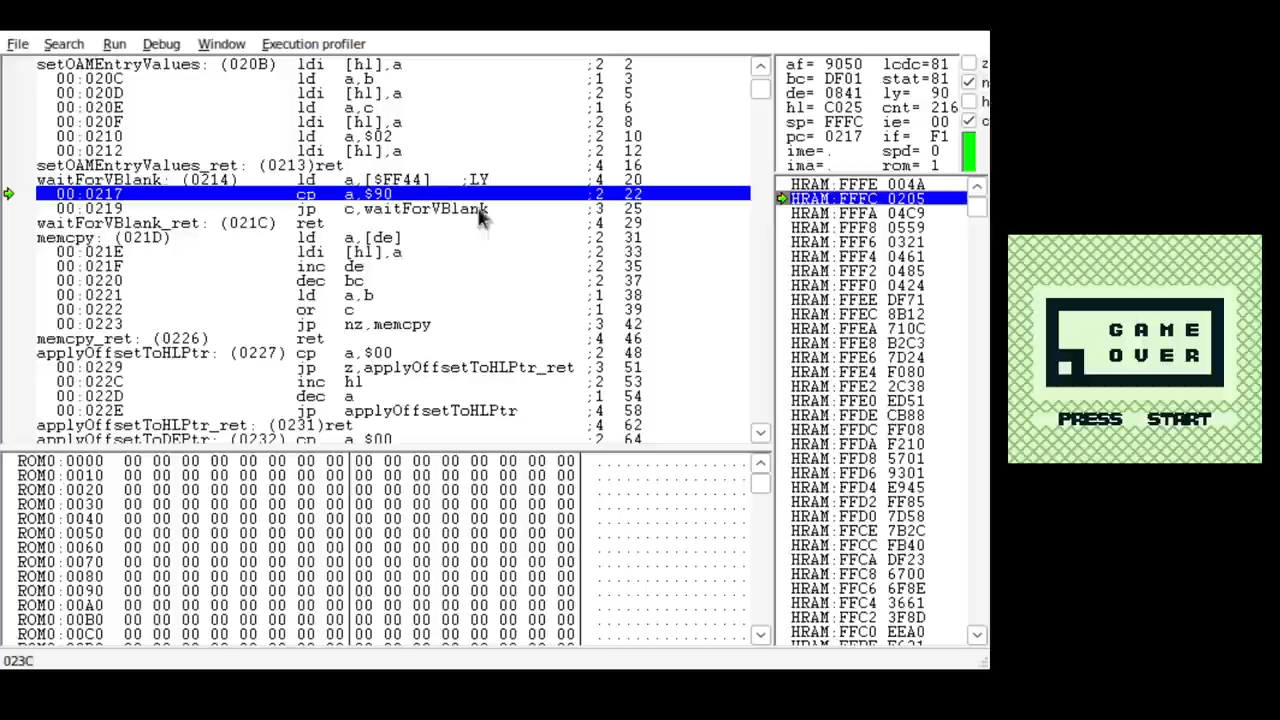 File Search Run Debug Window Execution profiler
setOAMEntryValues: (020B) ldi [hl],a ;2 2
00:020C ld a,b ;1 3
00:020D ldi [hl],a ;2 5
00:020E ld a,c ;1 6
00:020F ldi [hl],a ;2 8
00:0210 ld a,$02 ;2 10
00:0212 ldi [hl],a ;2 12
setOAMEntryValues_ret: (0213)ret ;4 16
waitForVBlank: (0214) ld a,[$FF44] ;LY ;4 20
00:0217 cp a,$90 ;2 22
00:0219 jp c,waitForVBlank ;3 25
waitForVBlank_ret: (021C) ret ;4 29
memcpy: (021D) ld a,[de] ;2 31
00:021E ldi [hl],a ;2 33
00:021F inc de ;2 35
00:0220 dec bc ;2 37
00:0221 ld a,b ;1 38
00:0222 or c ;1 39
00:0223 jp nz,memcpy ;3 42
memcpy_ret: (0226) ret ;4 46
applyOffsetToHLPtr: (0227) cp a,$00 ;2 48
00:0229 jp z,applyOffsetToHLPtr_ret ;3 51
00:022C inc hl ;2 53
00:022D dec a ;1 54
00:022E jp applyOffsetToHLPtr ;4 58
applyOffsetToHLPtr_ret: (0231)ret ;4 62
applyOffsetToDEPtr: (0232) cp a,$00 ;2 64
af= 9050 lcdc=81 z
bc= DF01 stat=81 n
de= 0841 ly= 90 h
hl= C025 cnt= 216 c
sp= FFFC ie= 00
pc= 0217 if= F1
ime=. spd= 0
ima=. rom= 1
HRAM:FFFE 004A
HRAM:FFFC 0205
HRAM:FFFA 04C9
HRAM:FFF8 0559
HRAM:FFF6 0321
HRAM:FFF4 0461
HRAM:FFF2 0485
HRAM:FFF0 0424
HRAM:FFEE DF71
HRAM:FFEC 8B12
HRAM:FFEA 710C
HRAM:FFE8 B2C3
HRAM:FFE6 7D24
HRAM:FFE4 F080
HRAM:FFE2 2C38
HRAM:FFE0 ED51
HRAM:FFDE CB88
HRAM:FFDC FF08
HRAM:FFDA F210
HRAM:FFD8 5701
HRAM:FFD6 9301
HRAM:FFD4 E945
HRAM:FFD2 FF85
HRAM:FFD0 7D58
HRAM:FFCE 7B2C
HRAM:FFCC FB40
HRAM:FFCA DF23
HRAM:FFC8 6700
HRAM:FFC6 6F8E
HRAM:FFC4 3661
HRAM:FFC2 3F8D
HRAM:FFC0 EEA0
ROM0:0000 00 00 00 00 00 00 00 00 00 00 00 00 00 00 00 00 ................
ROM0:0010 00 00 00 00 00 00 00 00 00 00 00 00 00 00 00 00 ................
ROM0:0020 00 00 00 00 00 00 00 00 00 00 00 00 00 00 00 00 ................
ROM0:0030 00 00 00 00 00 00 00 00 00 00 00 00 00 00 00 00 ................
ROM0:0040 00 00 00 00 00 00 00 00 00 00 00 00 00 00 00 00 ................
ROM0:0050 00 00 00 00 00 00 00 00 00 00 00 00 00 00 00 00 ................
ROM0:0060 00 00 00 00 00 00 00 00 00 00 00 00 00 00 00 00 ................
ROM0:0070 00 00 00 00 00 00 00 00 00 00 00 00 00 00 00 00 ................
ROM0:0080 00 00 00 00 00 00 00 00 00 00 00 00 00 00 00 00 ................
ROM0:0090 00 00 00 00 00 00 00 00 00 00 00 00 00 00 00 00 ................
ROM0:00A0 00 00 00 00 00 00 00 00 00 00 00 00 00 00 00 00 ................
ROM0:00B0 00 00 00 00 00 00 00 00 00 00 00 00 00 00 00 00 ................
ROM0:00C0 00 00 00 00 00 00 00 00 00 00 00 00 00 00 00 00 ................
023C
GAME
OVER
PRESS START